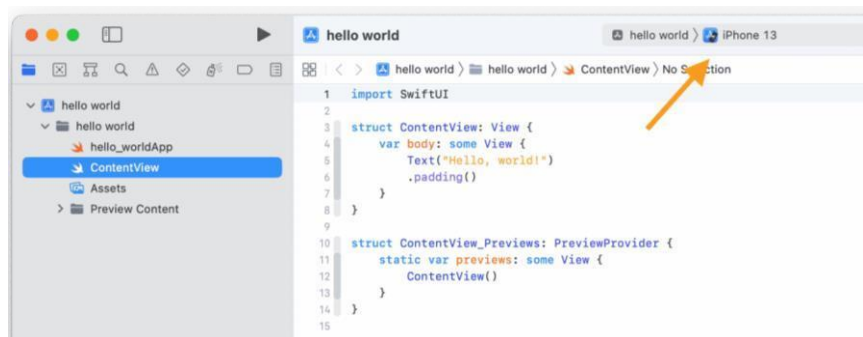 hello world
hello world 〉 iPhone 13
hello world 〉 hello world 〉 ContentView 〉 No Selection
hello world
hello world
hello_worldApp
ContentView
Assets
Preview Content
1 import SwiftUI
2
3 struct ContentView: View {
4 var body: some View {
5 Text("Hello, world!")
6 .padding()
7 }
8 }
9
10 struct ContentView_Previews: PreviewProvider {
11 static var previews: some View {
12 ContentView()
13 }
14 }
15